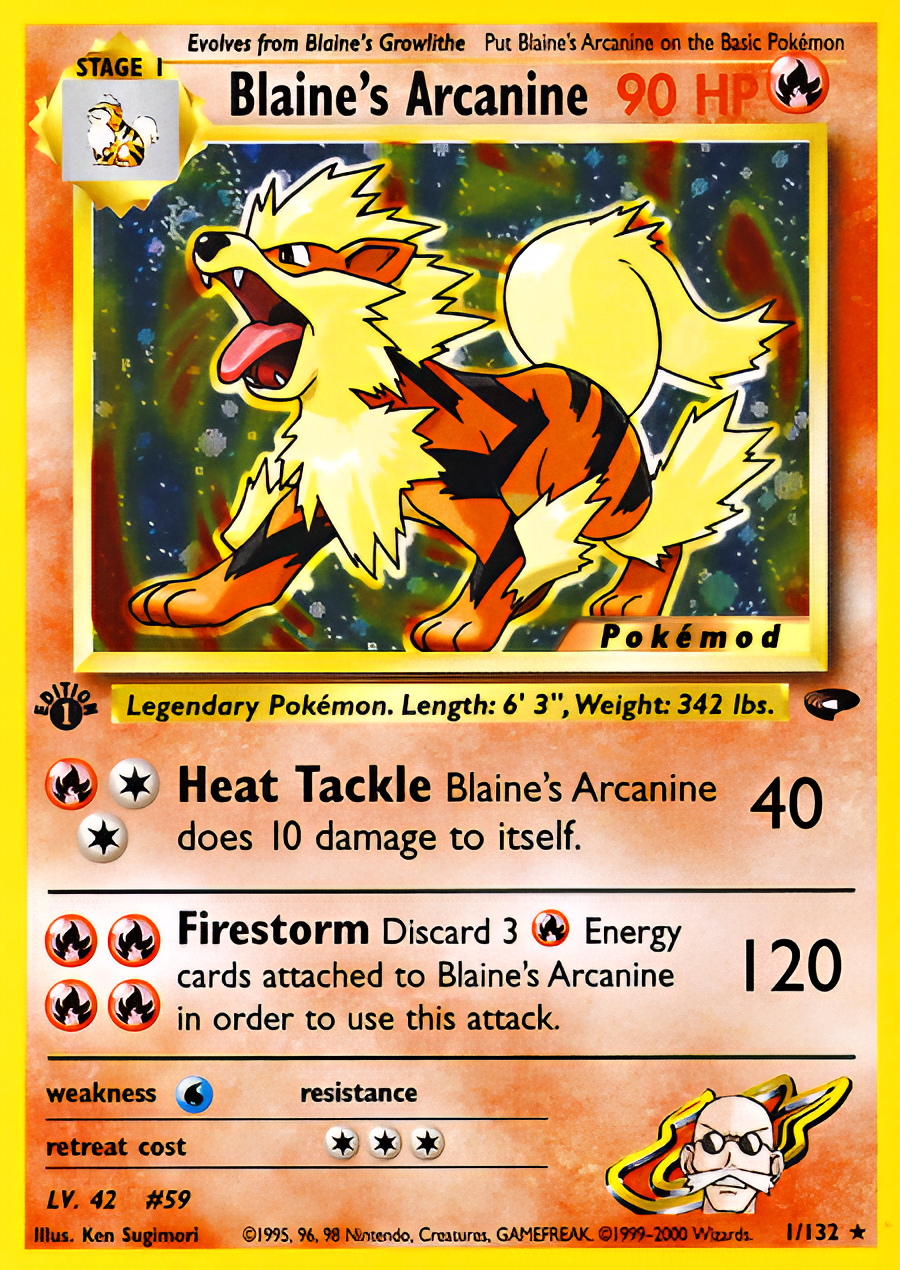 Evolves from Blaine's Growlithe Put Blaine's Arcanine on the Basic Pokémon
STAGE 1
Blaine's Arcanine 90 HP
Pokémod
EDITION
1
Legendary Pokémon. Length: 6' 3", Weight: 342 lbs.
Heat Tackle Blaine's Arcanine
does 10 damage to itself.
40
Firestorm Discard 3 Energy
cards attached to Blaine's Arcanine
in order to use this attack.
120
weakness resistance
retreat cost
LV. 42 #59
Illus. Ken Sugimori ©1995, 96, 98 Nintendo, Creatures, GAMEFREAK. ©1999-2000 Wizards. 1/132 ★